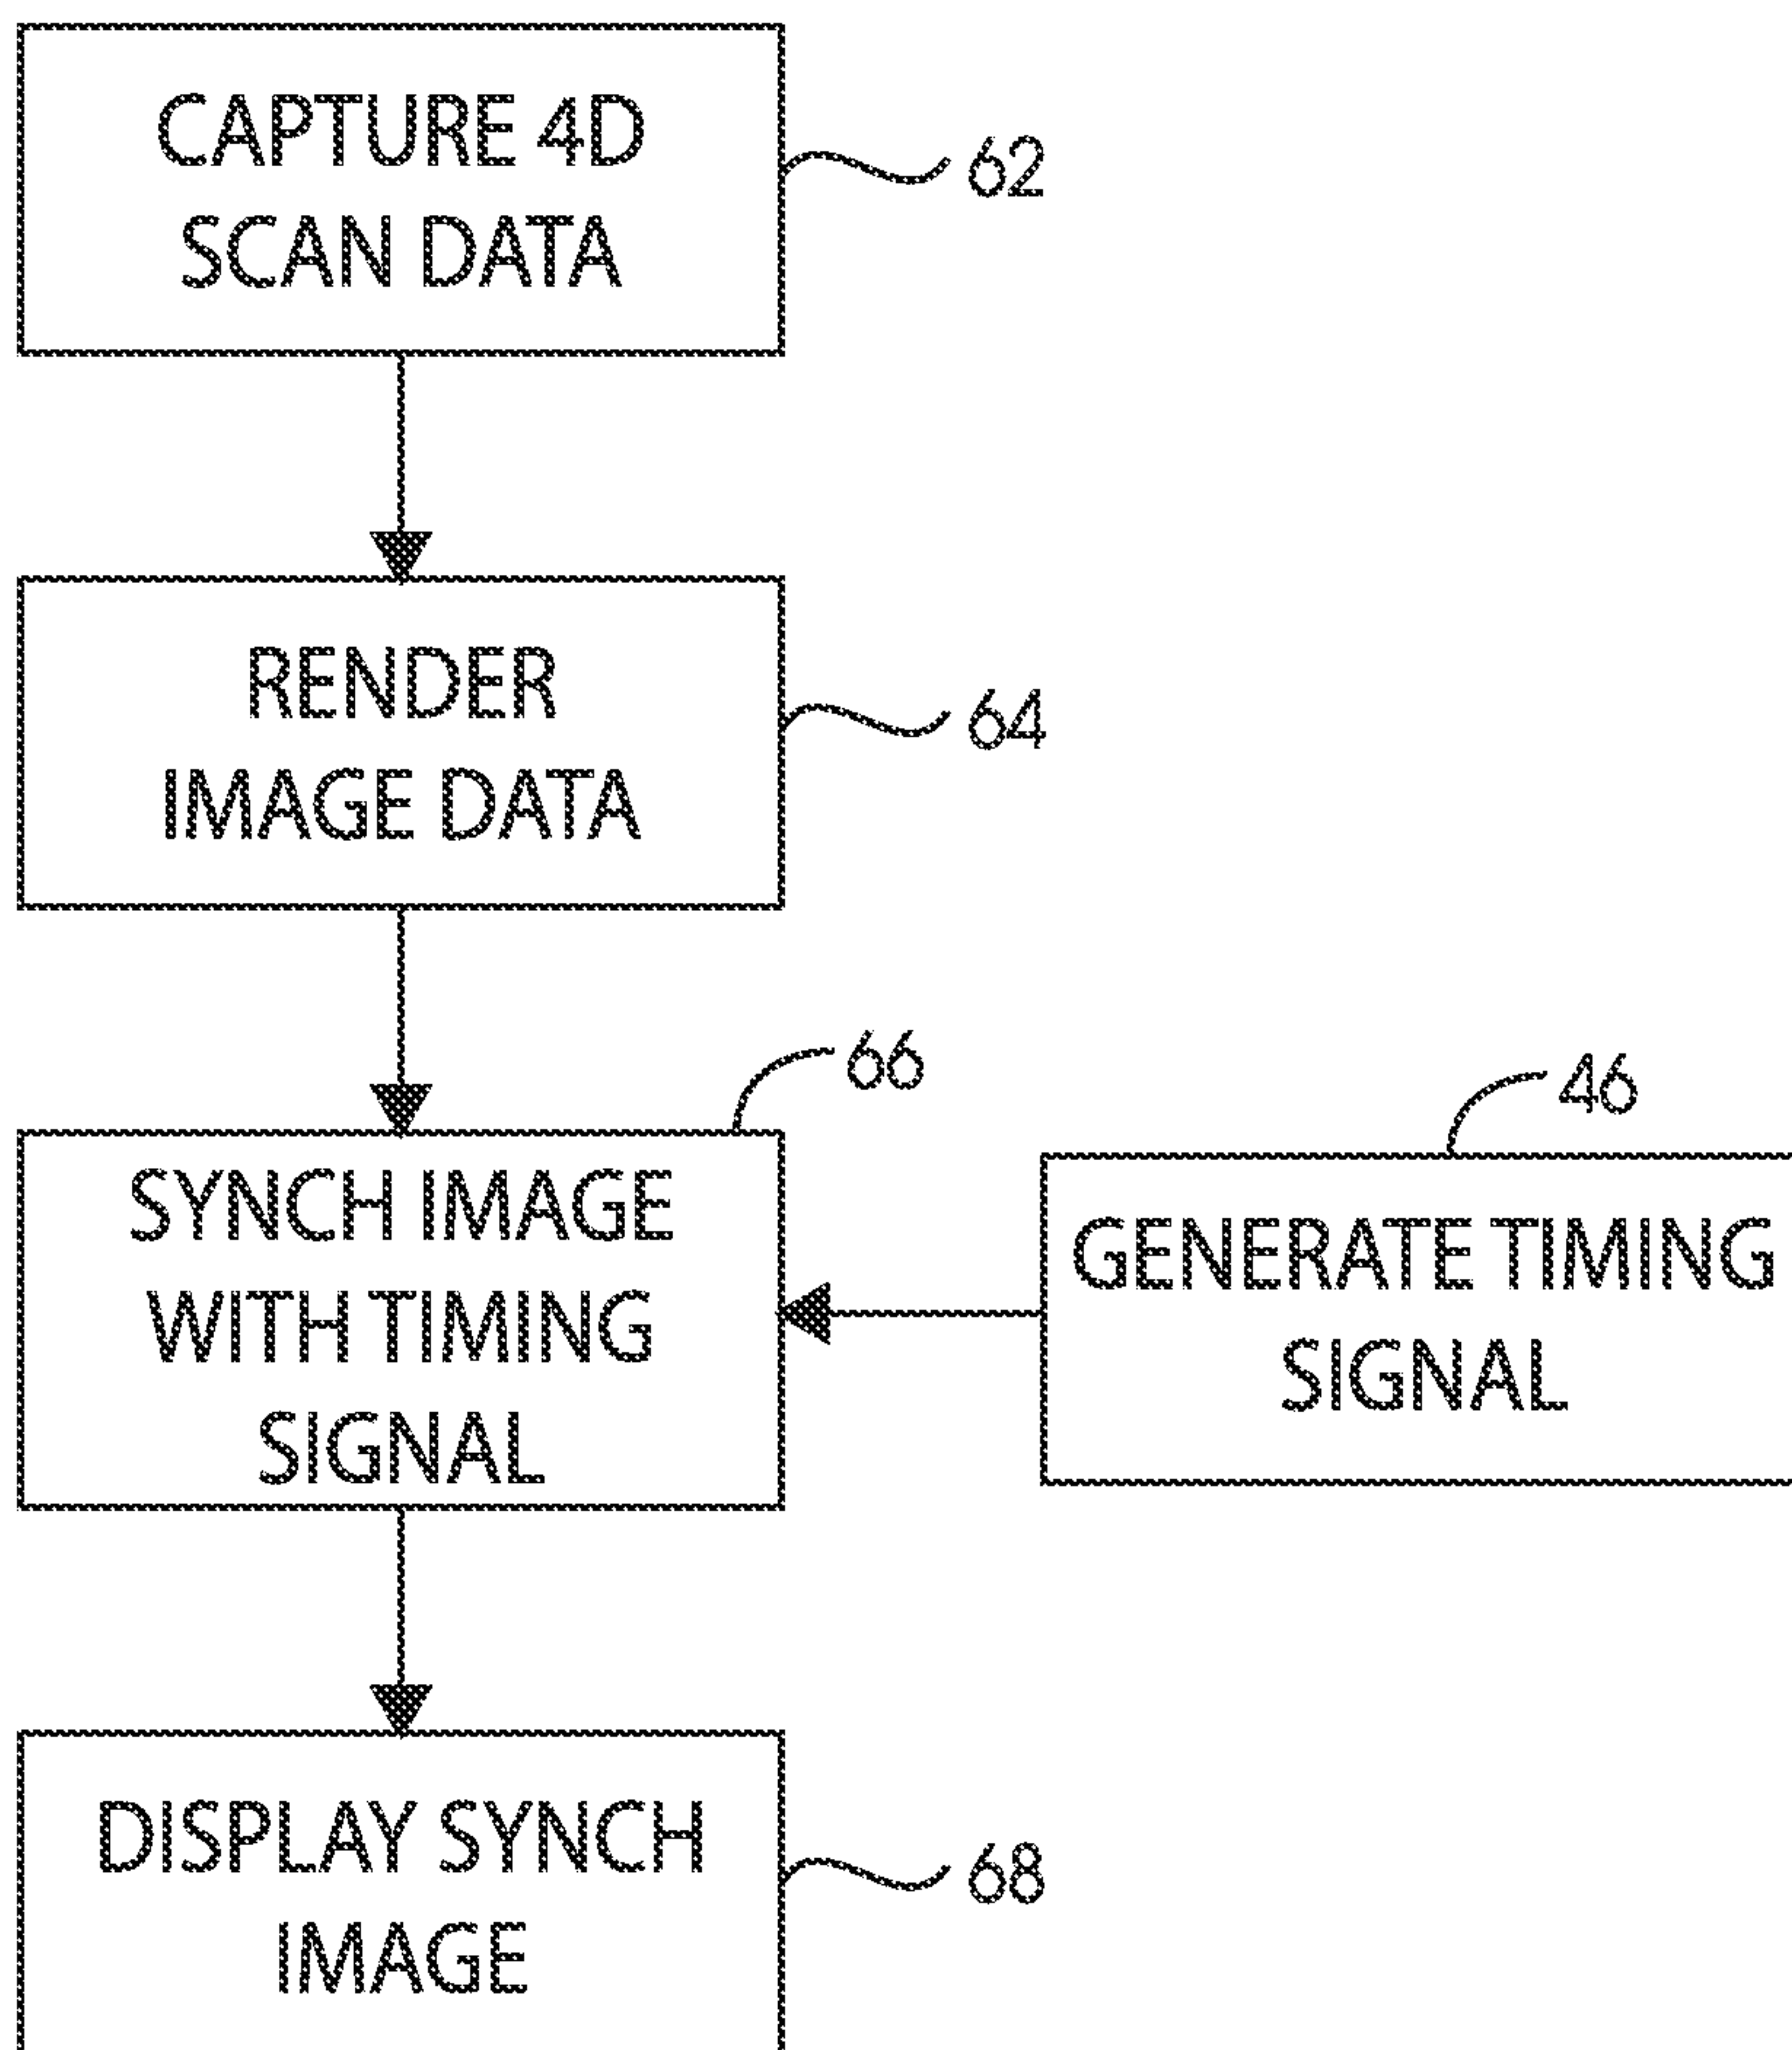 CAPTURE 4D
SCAN DATA
62
RENDER
IMAGE DATA
64
66
SYNCH IMAGE
WITH TIMING
SIGNAL
46
GENERATE TIMING
SIGNAL
DISPLAY SYNCH
IMAGE
68